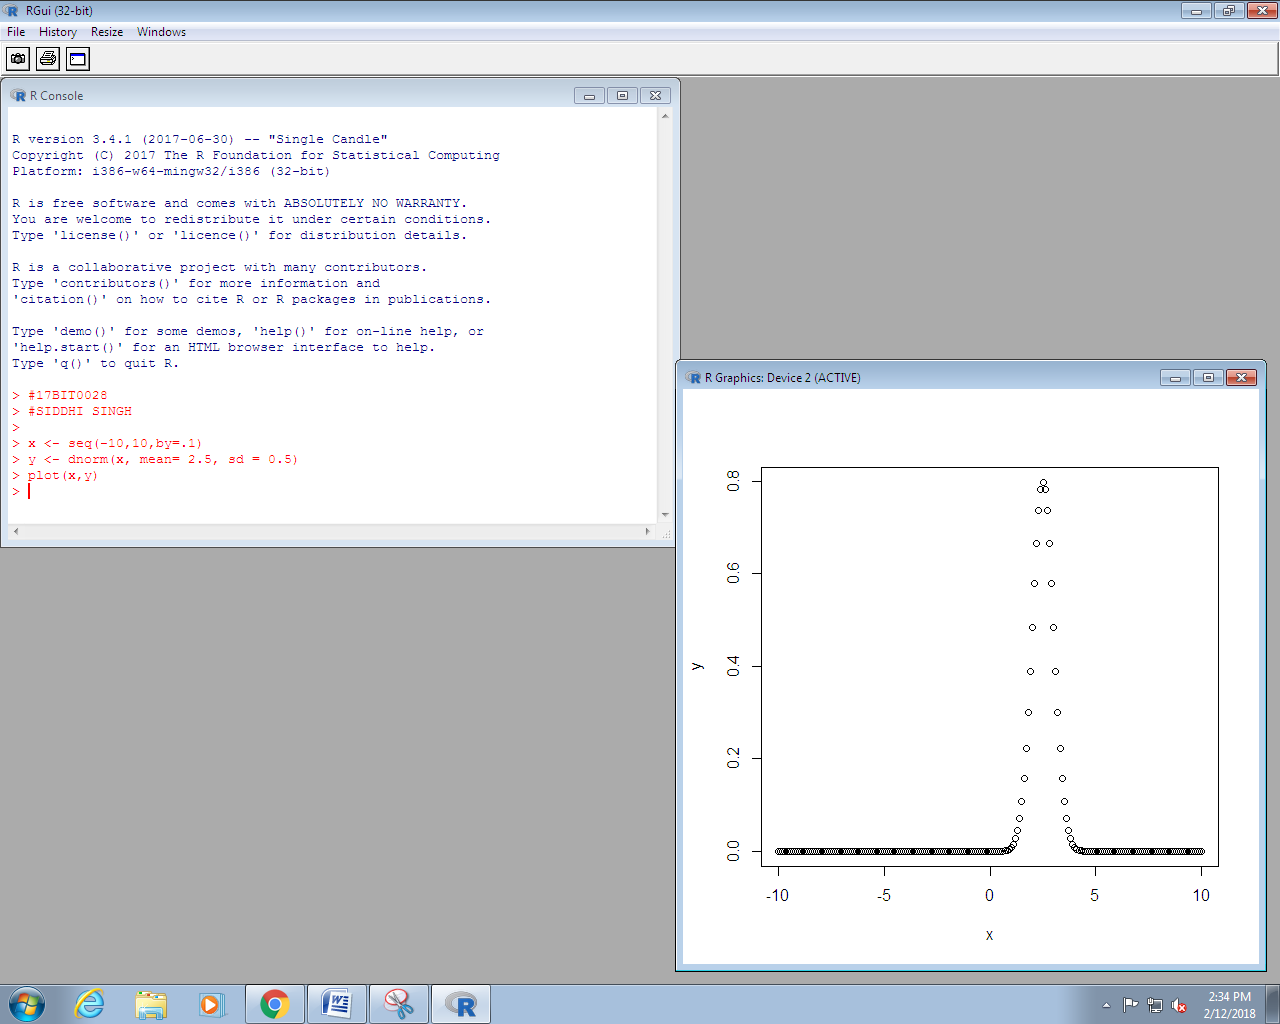 RGui (32-bit)
File History Resize Windows
R Console
R version 3.4.1 (2017-06-30) -- "Single Candle"
Copyright (C) 2017 The R Foundation for Statistical Computing
Platform: i386-w64-mingw32/i386 (32-bit)
R is free software and comes with ABSOLUTELY NO WARRANTY.
You are welcome to redistribute it under certain conditions.
Type 'license()' or 'licence()' for distribution details.
R is a collaborative project with many contributors.
Type 'contributors()' for more information and
'citation()' on how to cite R or R packages in publications.
Type 'demo()' for some demos, 'help()' for on-line help, or
'help.start()' for an HTML browser interface to help.
Type 'q()' to quit R.
> #17BIT0028
> #SIDDHI SINGH
>
> x <- seq(-10,10,by=.1)
> y <- dnorm(x, mean= 2.5, sd = 0.5)
> plot(x,y)
>
R Graphics: Device 2 (ACTIVE)
0.8
0.6
0.4
0.2
0.0
y
-10 -5 0 5 10
x
2:34 PM
2/12/2018